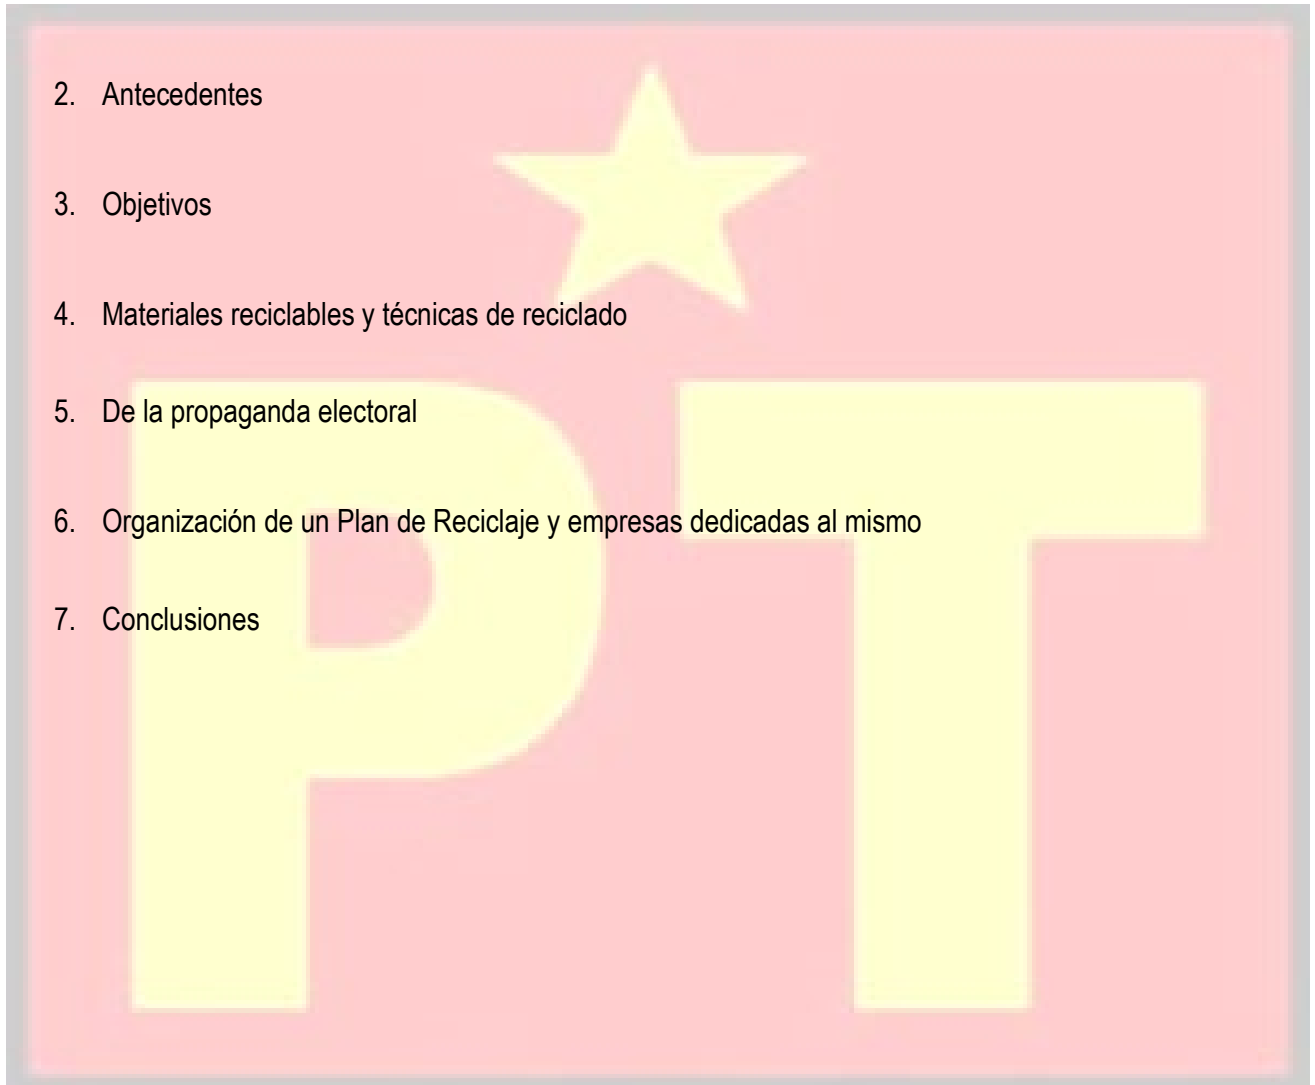 2. Antecedentes
3. Objetivos
4. Materiales reciclables y técnicas de reciclado
5. De la propaganda electoral
6. Organización de un Plan de Reciclaje y empresas dedicadas al mismo
7. Conclusiones
PT